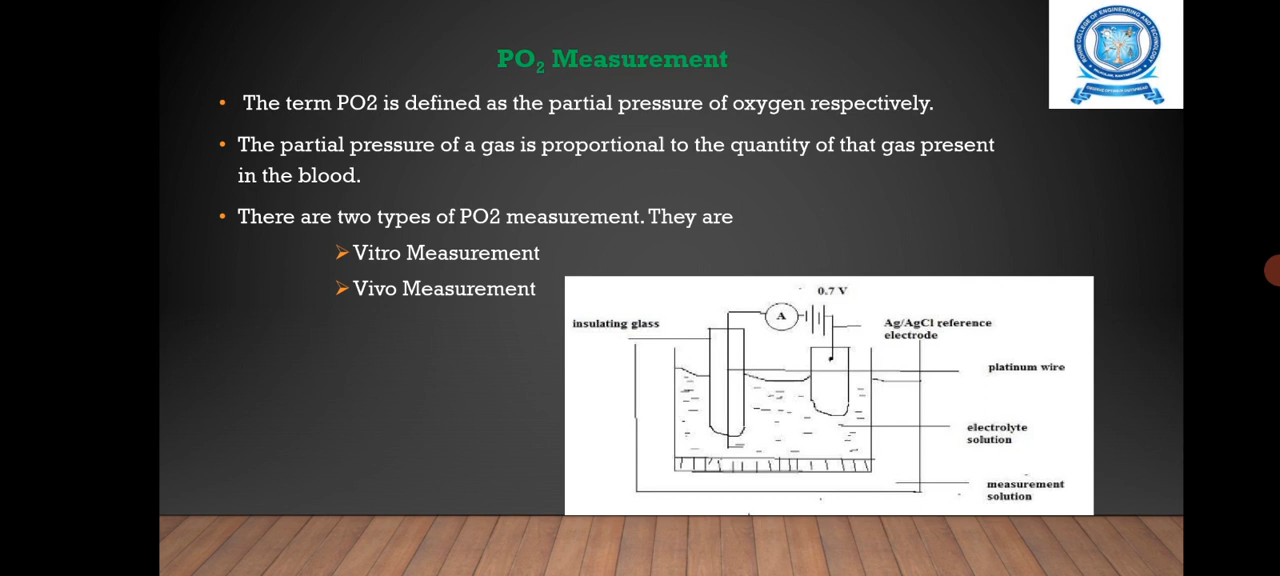 PO2 Measurement
• The term PO2 is defined as the partial pressure of oxygen respectively.
• The partial pressure of a gas is proportional to the quantity of that gas present
in the blood.
• There are two types of PO2 measurement. They are
➢ Vitro Measurement
➢ Vivo Measurement
0.7 V
A
insulating glass
Ag/AgCl reference
electrode
platinum wire
electrolyte
solution
measurement
solution